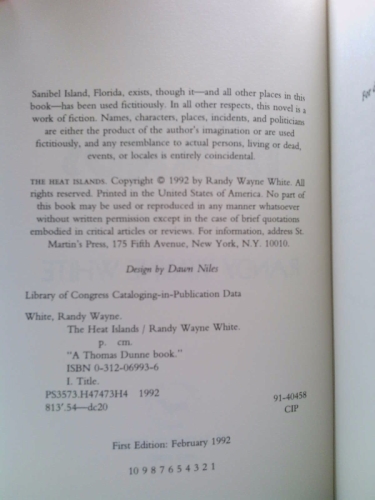 Sanibel Island, Florida, exists, though it—and all other places in this
book—has been used fictitiously. In all other respects, this novel is a
work of fiction. Names, characters, places, incidents, and politicians
are either the product of the author's imagination or are used
fictitiously, and any resemblance to actual persons, living or dead,
events, or locales is entirely coincidental.
THE HEAT ISLANDS. Copyright © 1992 by Randy Wayne White. All
rights reserved. Printed in the United States of America. No part of
this book may be used or reproduced in any manner whatsoever
without written permission except in the case of brief quotations
embodied in critical articles or reviews. For information, address St.
Martin's Press, 175 Fifth Avenue, New York, N.Y. 10010.
Design by Dawn Niles
Library of Congress Cataloging-in-Publication Data
White, Randy Wayne.
The Heat Islands / Randy Wayne White.
p. cm.
"A Thomas Dunne book."
ISBN 0-312-06993-6
I. Title.
PS3573.H47473H4 1992
813'.54—dc20
91-40458
CIP
First Edition: February 1992
10 9 8 7 6 5 4 3 2 1
For